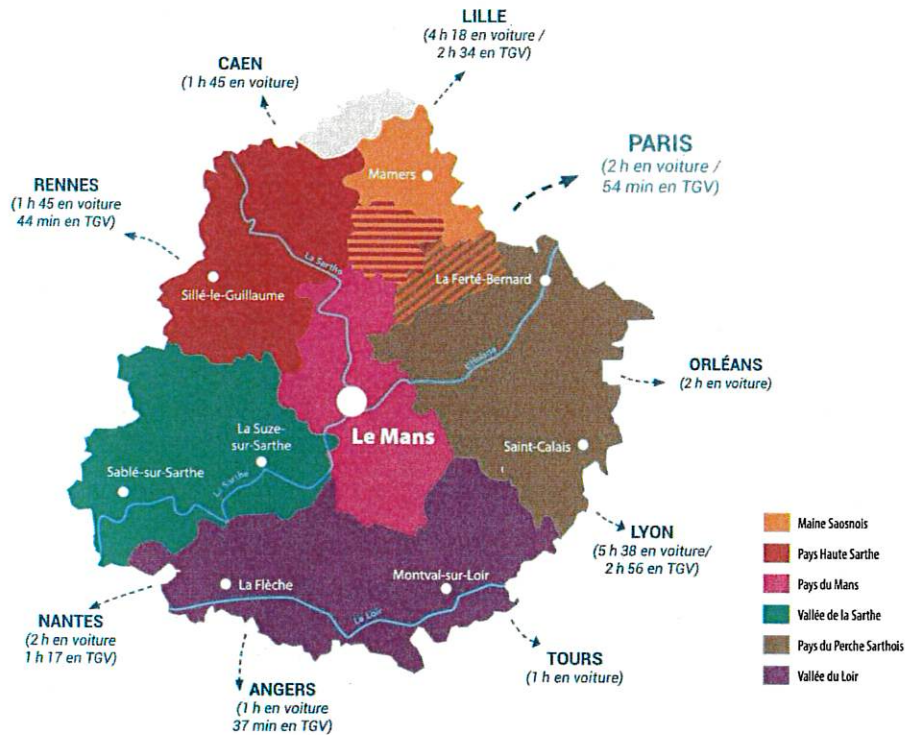 LILLE
(4 h 18 en voiture /
2 h 34 en TGV)
CAEN
(1 h 45 en voiture)
PARIS
(2 h en voiture /
54 min en TGV)
Mamers
RENNES
(1 h 45 en voiture
44 min en TGV)
La Sarthe
La Ferté-Bernard
Sillé-le-Guillaume
L'Huisne
ORLÉANS
(2 h en voiture)
Le Mans
La Suze-
sur-Sarthe
Saint-Calais
Sablé-sur-Sarthe
La Sarthe
LYON
(5 h 38 en voiture/
2 h 56 en TGV)
La Flèche
Montval-sur-Loir
Le Loir
NANTES
(2 h en voiture
1 h 17 en TGV)
TOURS
(1 h en voiture)
ANGERS
(1 h en voiture
37 min en TGV)
Maine Saosnois
Pays Haute Sarthe
Pays du Mans
Vallée de la Sarthe
Pays du Perche Sarthois
Vallée du Loir